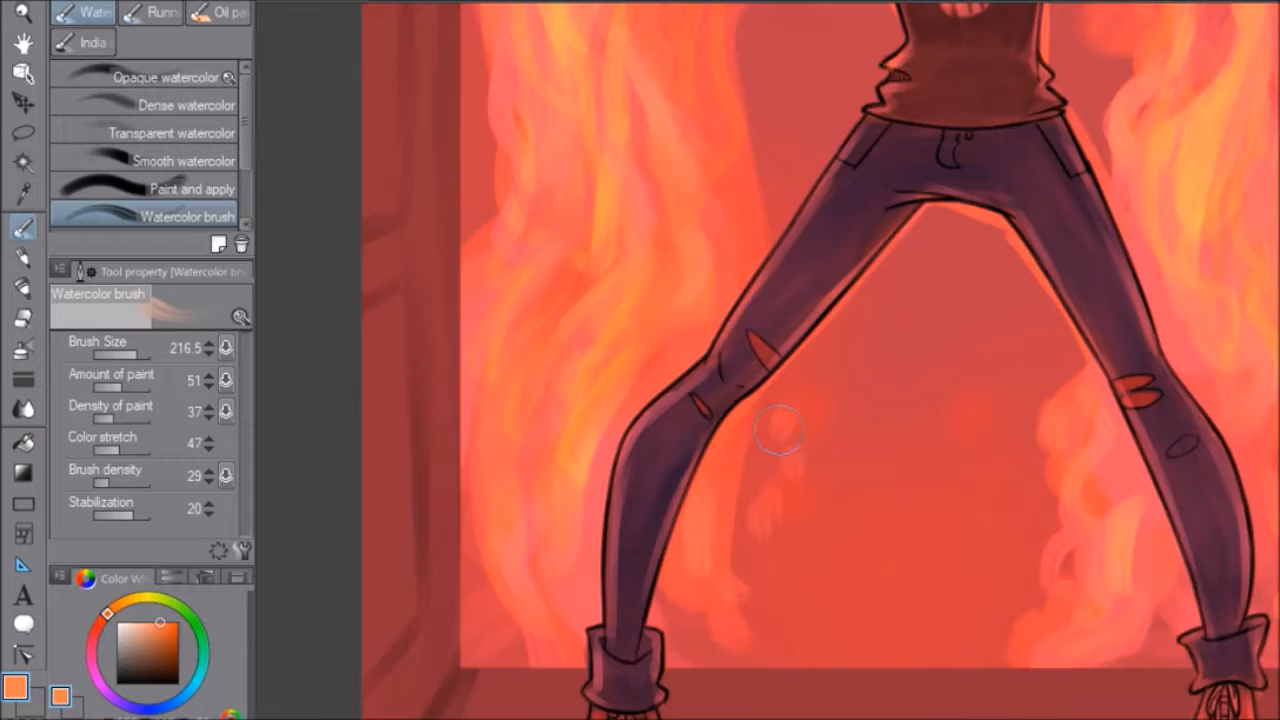 Wate
Runni
Oil pa
India
Opaque watercolor
Dense watercolor
Transparent watercolor
Smooth watercolor
Paint and apply
Watercolor brush
Tool property [Watercolor bru
Watercolor brush
Brush Size 216.5
Amount of paint 51
Density of paint 37
Color stretch 47
Brush density 29
Stabilization 20
Color Wh
A